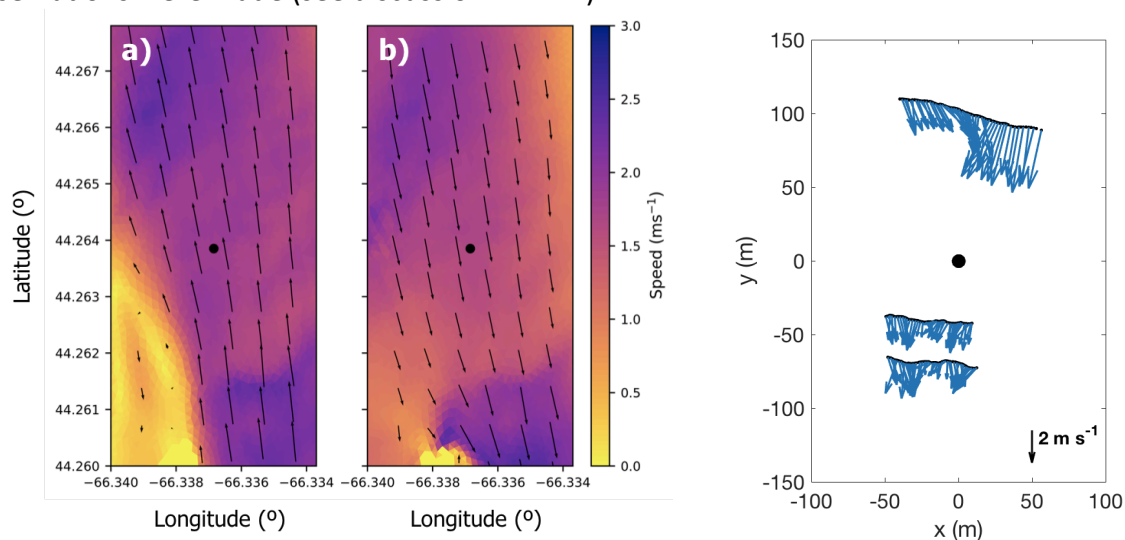 a)
b)
44.267
44.266
44.265
44.264
44.263
44.262
44.261
44.260
−66.340 −66.338 −66.336 −66.334
−66.340 −66.338 −66.336 −66.334
Latitude (º)
Longitude (º)
Longitude (º)
3.0
2.5
2.0
1.5
1.0
0.5
0.0
Speed (ms⁻¹)
150
100
50
0
-50
-100
-150
-100 -50 0 50 100
y (m)
x (m)
2 m s⁻¹